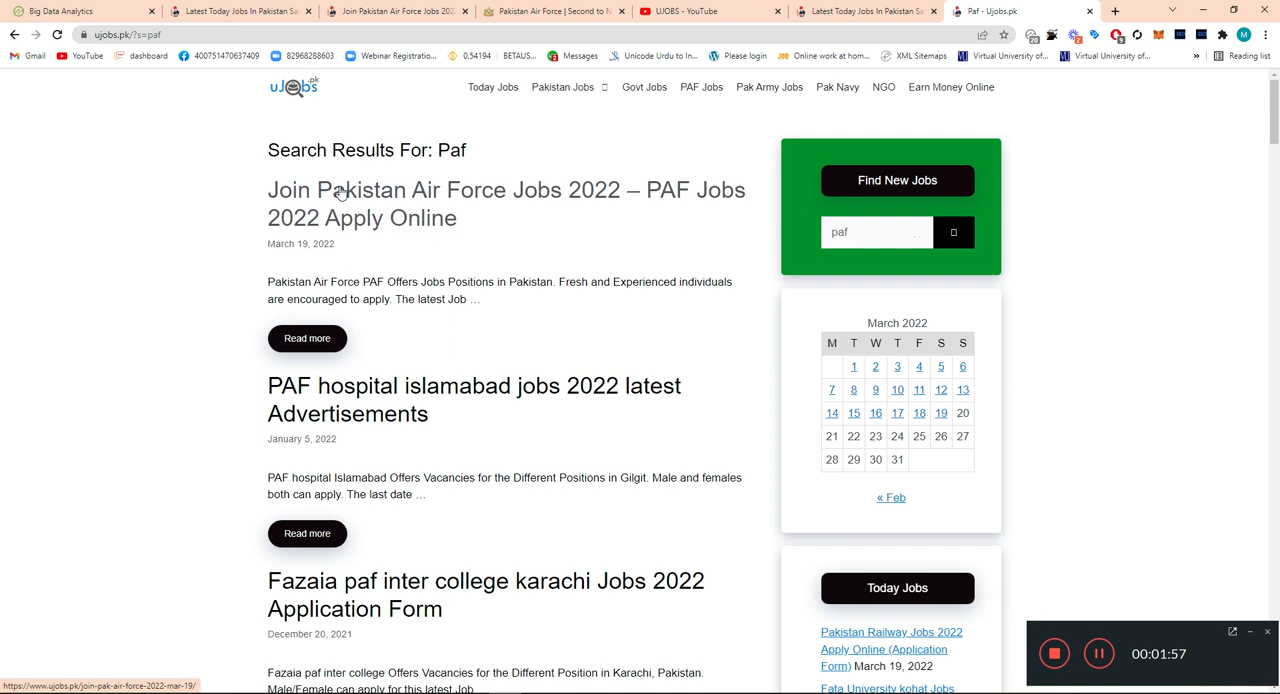 Big Data Analytics
Latest Today Jobs In Pakistan Sa
Join Pakistan Air Force Jobs 202
Pakistan Air Force | Second to N
UJOBS - YouTube
Latest Today Jobs In Pakistan Sa
Paf - Ujobs.pk
ujobs.pk/?s=paf
Gmail
YouTube
dashboard
400751470637409
82968288603
Webinar Registratio...
0.54194 | BETAUS...
Messages
Unicode Urdu to In...
Please login
Online work at hom...
XML Sitemaps
Virtual University of...
Virtual University of...
»
Reading list
uJobs.pk
Today Jobs
Pakistan Jobs
Govt Jobs
PAF Jobs
Pak Army Jobs
Pak Navy
NGO
Earn Money Online
Search Results For: Paf
Join Pakistan Air Force Jobs 2022 – PAF Jobs
2022 Apply Online
March 19, 2022
Pakistan Air Force PAF Offers Jobs Positions in Pakistan. Fresh and Experienced individuals
are encouraged to apply. The latest Job …
Read more
PAF hospital islamabad jobs 2022 latest
Advertisements
January 5, 2022
PAF hospital Islamabad Offers Vacancies for the Different Positions in Gilgit. Male and females
both can apply. The last date …
Read more
Fazaia paf inter college karachi Jobs 2022
Application Form
December 20, 2021
Fazaia paf inter college Offers Vacancies for the Different Position in Karachi, Pakistan.
Male/Female can apply for this latest Job
Find New Jobs
paf
March 2022
M T W T F S S
1 2 3 4 5 6
7 8 9 10 11 12 13
14 15 16 17 18 19 20
21 22 23 24 25 26 27
28 29 30 31
« Feb
Today Jobs
Pakistan Railway Jobs 2022
Apply Online (Application
Form) March 19, 2022
Fata University kohat Jobs
00:01:57
https://www.ujobs.pk/join-pak-air-force-2022-mar-19/